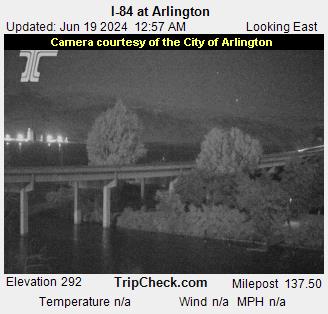 I-84 at Arlington
Updated: Jun 19 2024 12:57 AM Looking East
Camera courtesy of the City of Arlington
Elevation 292 TripCheck.com Milepost 137.50
Temperature n/a Wind n/a MPH n/a